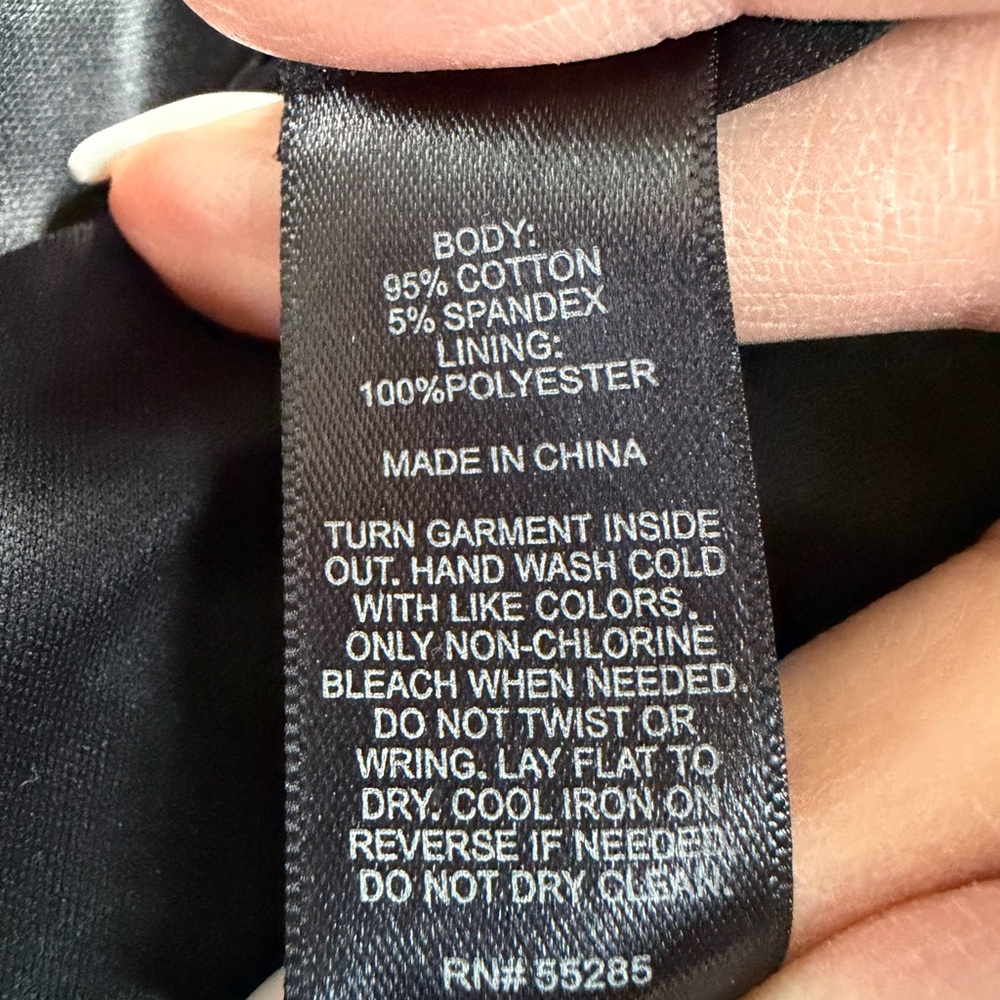 BODY:
95% COTTON
5% SPANDEX
LINING:
100%POLYESTER
MADE IN CHINA
TURN GARMENT INSIDE
OUT. HAND WASH COLD
WITH LIKE COLORS.
ONLY NON-CHLORINE
BLEACH WHEN NEEDED.
DO NOT TWIST OR
WRING. LAY FLAT TO
DRY. COOL IRON ON
REVERSE IF NEEDED.
DO NOT DRY CLEAN.
RN# 55285